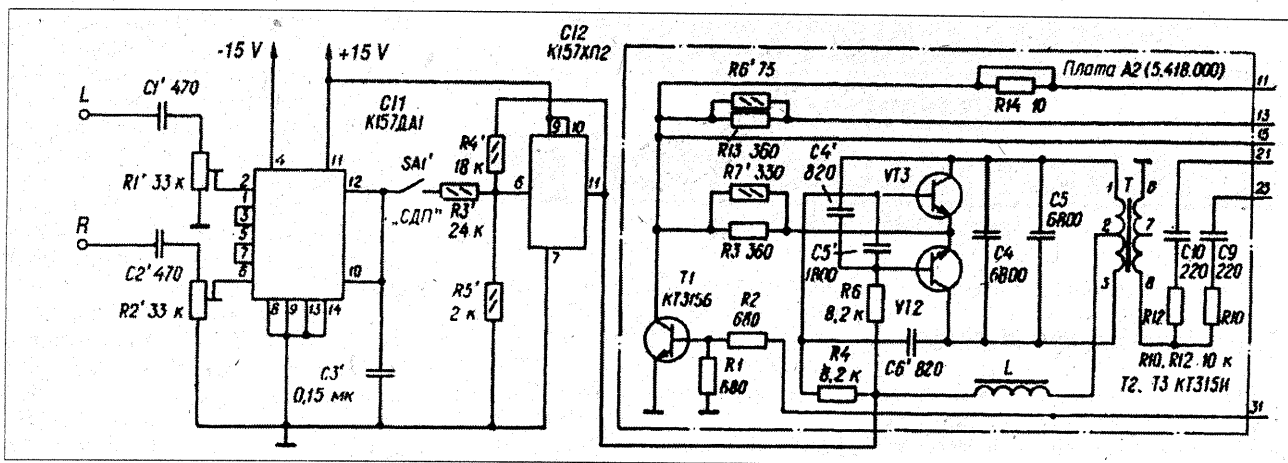 -15 V
+15 V
CI2
К157ХП2
L
C1' 470
CI1
К157ДА1
R1' 33 к
R4'
18 к
SA1'
„СДП"
R3'
24 к
R
C2' 470
R2' 33 к
R5'
2 к
C3'
0,15 мк
2
1
3
5
7
6
4
11
12
10
8
9
13
14
6
9
10
11
7
Плата А2 (5.418.000)
R6' 75
R14 10
R13 360
C4'
820
R7' 330
R3 360
C5'
1800
VT3
VT2
T1
КТ315Б
R2
680
R1
680
R6
8,2 к
R4
8,2 к
C6' 820
C4
6800
C5
6800
L
T
1
2
3
6
7
8
C10
220
C9
220
R12
R10
R10, R12 10 к
T2, T3 КТ315И
11
13
15
21
31